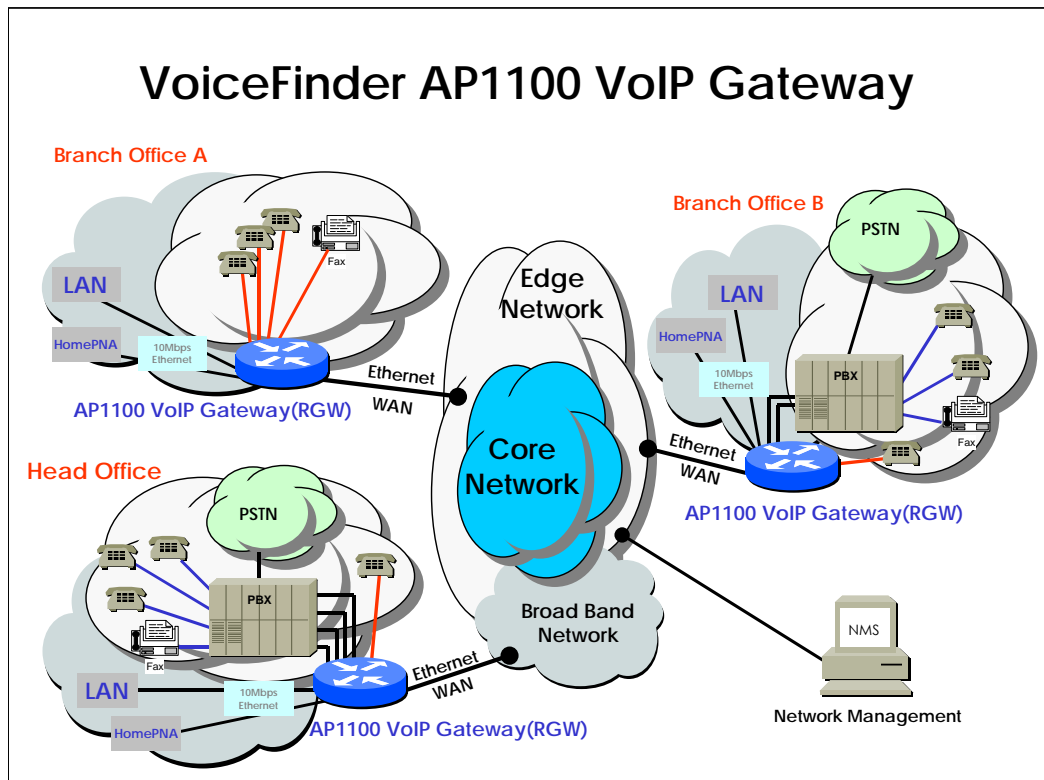 VoiceFinder AP1100 VoIP Gateway
Branch Office A
Fax
LAN
HomePNA
10Mbps
Ethernet
AP1100 VoIP Gateway(RGW)
Ethernet
WAN
Edge
Network
Core
Network
Broad Band
Network
Branch Office B
PSTN
LAN
HomePNA
10Mbps
Ethernet
PBX
Fax
Ethernet
WAN
AP1100 VoIP Gateway(RGW)
Head Office
PSTN
PBX
Fax
LAN
10Mbps
Ethernet
HomePNA
Ethernet
WAN
AP1100 VoIP Gateway(RGW)
NMS
Network Management